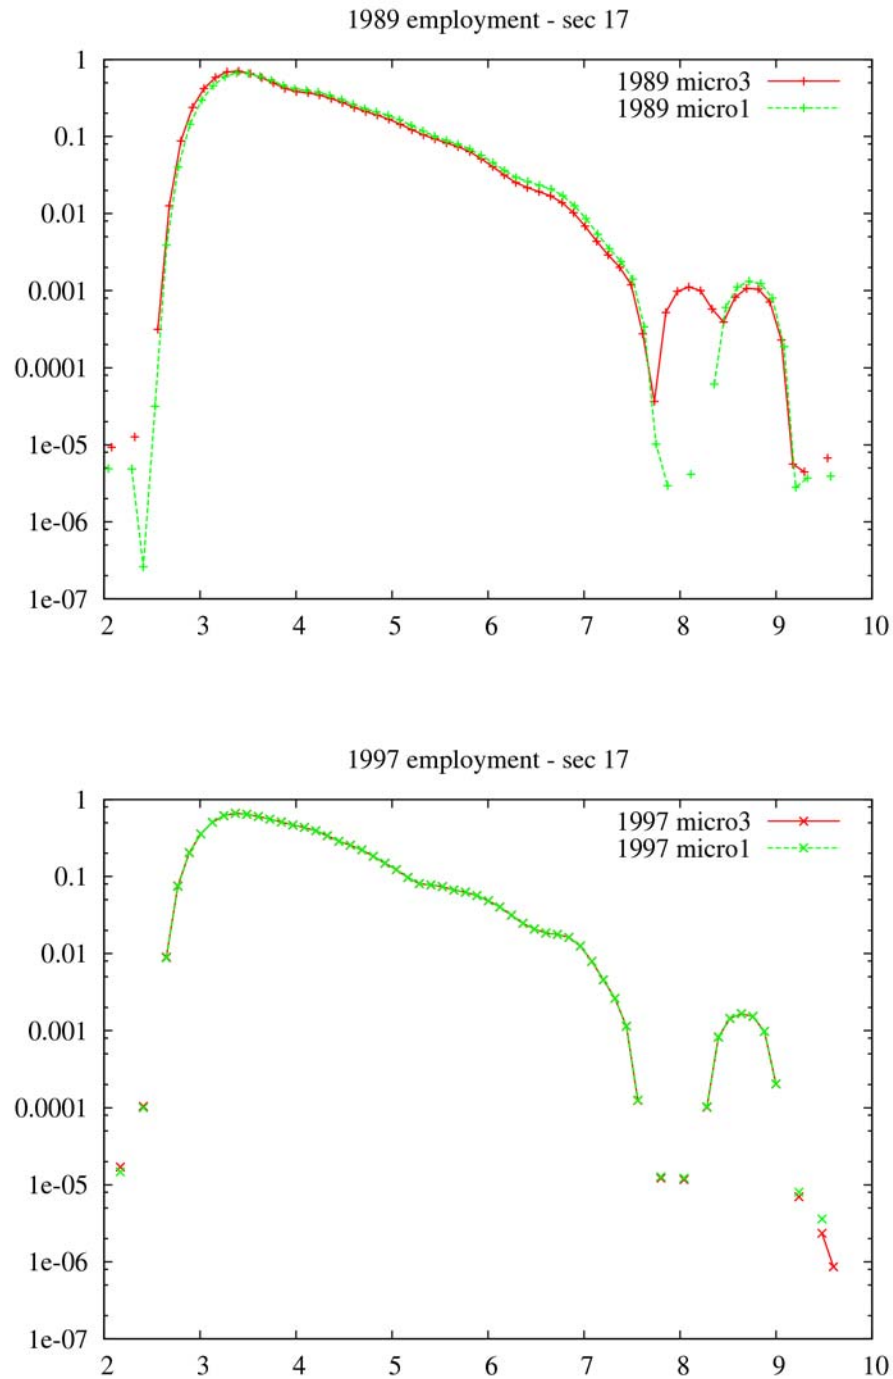 1989 employment - sec 17
1
0.1
0.01
0.001
0.0001
1e-05
1e-06
1e-07
1989 micro3
1989 micro1
2 3 4 5 6 7 8 9 10
1997 employment - sec 17
1
0.1
0.01
0.001
0.0001
1e-05
1e-06
1e-07
1997 micro3
1997 micro1
2 3 4 5 6 7 8 9 10